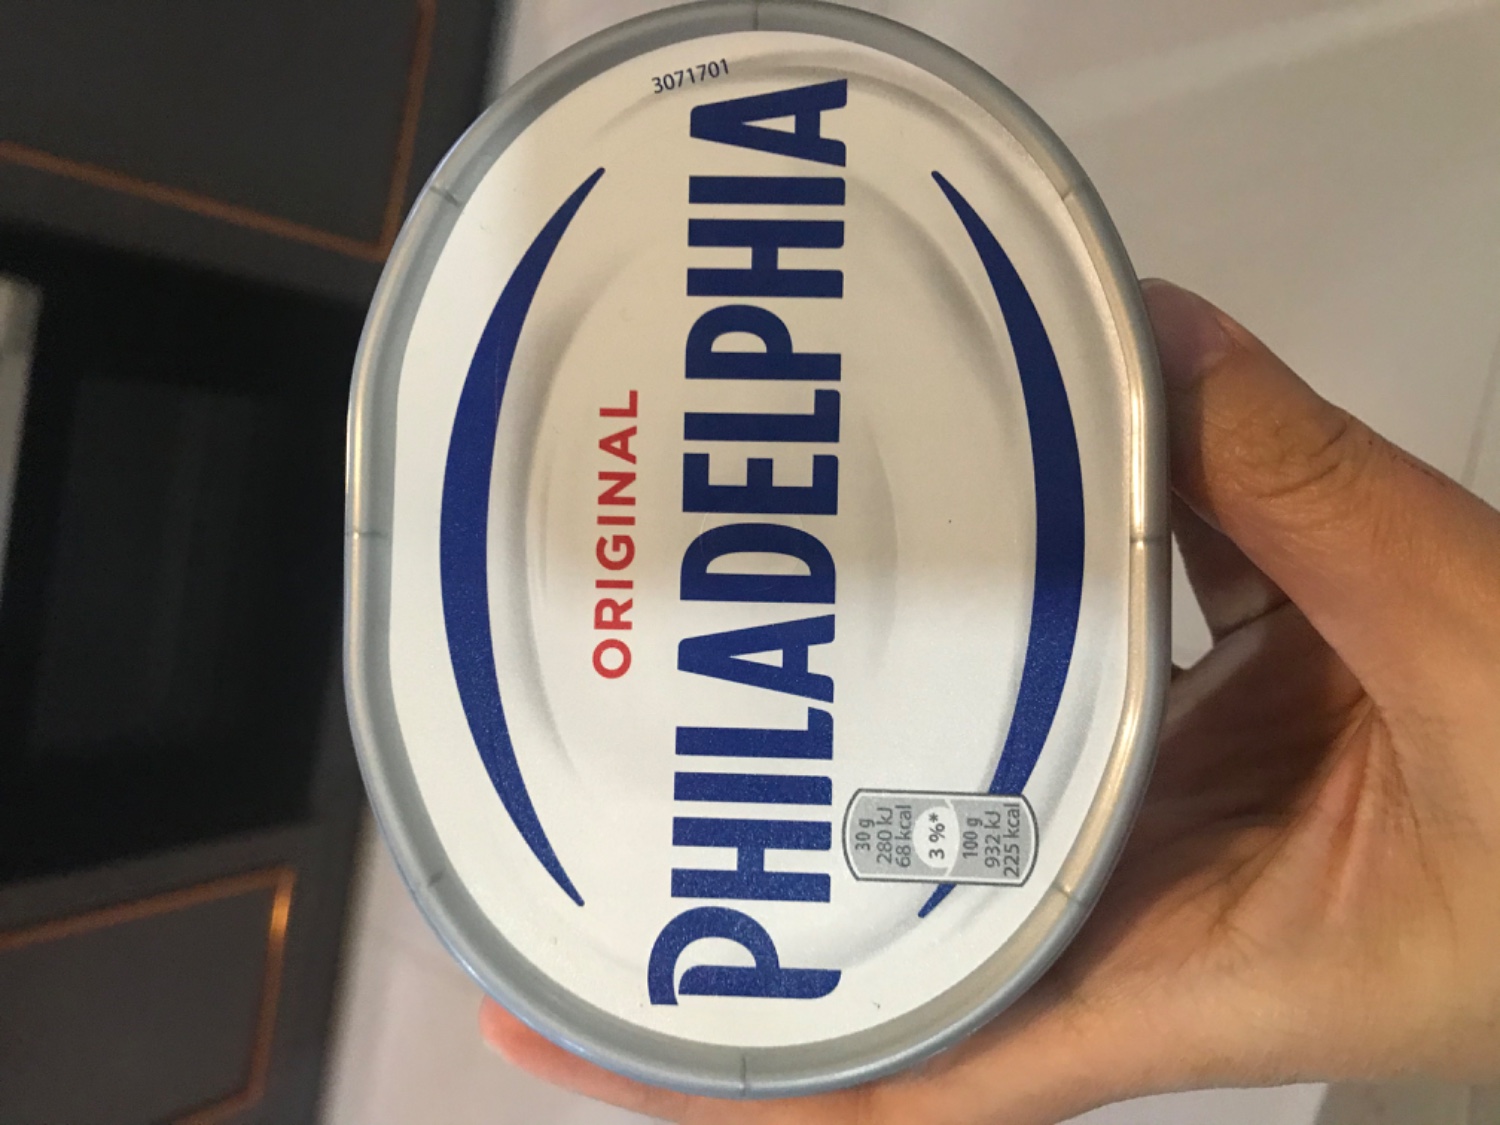 3071701
ORIGINAL
PHILADELPHIA
30 g
280 kJ
68 kcal
3 %*
100 g
932 kJ
225 kcal